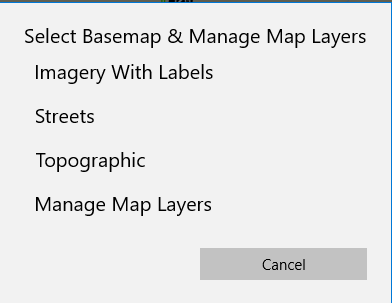 Select Basemap & Manage Map Layers
Imagery With Labels
Streets
Topographic
Manage Map Layers
Cancel